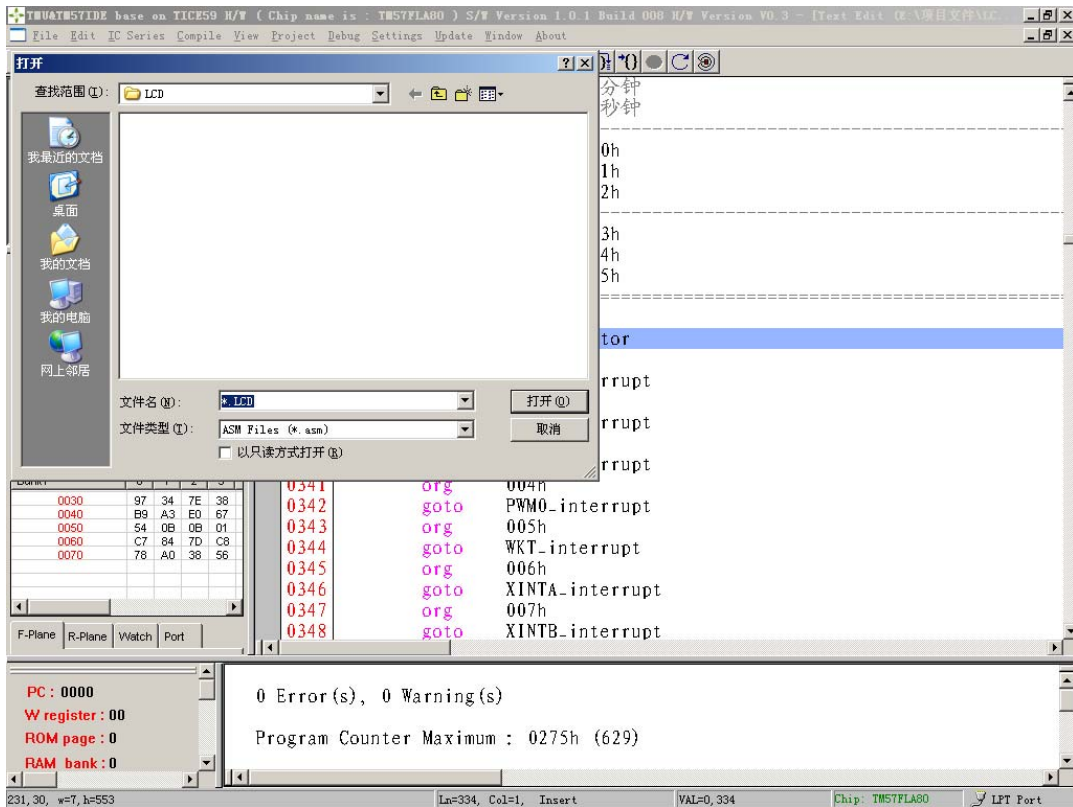 TMU&TM57IDE base on TICE59 H/W ( Chip name is : TM57FLA80 ) S/W Version 1.0.1 Build 008 H/W Version V0.3 - [Text Edit (E:\项目文件\LC...
File Edit IC Series Compile View Project Debug Settings Update Window About
打开
查找范围(I): LCD
我最近的文档
桌面
我的文档
我的电脑
网上邻居
文件名(N): *.LCD 打开(O)
文件类型(T): ASM Files (*.asm) 取消
以只读方式打开(R)
分钟
秒钟
0h
1h
2h
3h
4h
5h
tor
rrupt
rrupt
rrupt
0341 org 004h
0342 goto PWM0_interrupt
0343 org 005h
0344 goto WKT_interrupt
0345 org 006h
0346 goto XINTA_interrupt
0347 org 007h
0348 goto XINTB_interrupt
0030 97 34 7E 38
0040 B9 A3 E0 67
0050 54 0B 0B 01
0060 C7 84 7D C8
0070 78 A0 38 56
F-Plane R-Plane Watch Port
PC : 0000
W register : 00
ROM page : 0
RAM bank : 0
0 Error(s), 0 Warning(s)
Program Counter Maximum : 0275h (629)
231,30, w=7,h=553 Ln=334, Col=1, Insert VAL=0,334 Chip: TM57FLA80 LPT Port